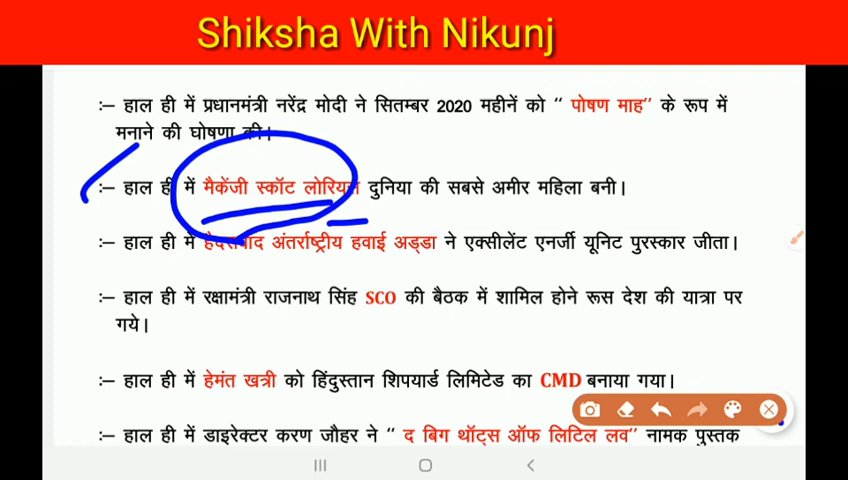 Shiksha With Nikunj
:– हाल ही में प्रधानमंत्री नरेंद्र मोदी ने सितम्बर 2020 महीनें को " पोषण माह" के रूप में
मनाने की घोषणा की।
:– हाल ही में मैकेंजी स्कॉट लोरियल दुनिया की सबसे अमीर महिला बनी।
:– हाल ही में हैदराबाद अंतर्राष्ट्रीय हवाई अड्डा ने एक्सीलेंट एनर्जी यूनिट पुरस्कार जीता।
:– हाल ही में रक्षामंत्री राजनाथ सिंह SCO की बैठक में शामिल होने रूस देश की यात्रा पर
गये।
:– हाल ही में हेमंत खत्री को हिंदुस्तान शिपयार्ड लिमिटेड का CMD बनाया गया।
:– हाल ही में डाइरेक्टर करण जौहर ने " द बिग थॉट्स ऑफ लिटिल लव" नामक पुस्तक